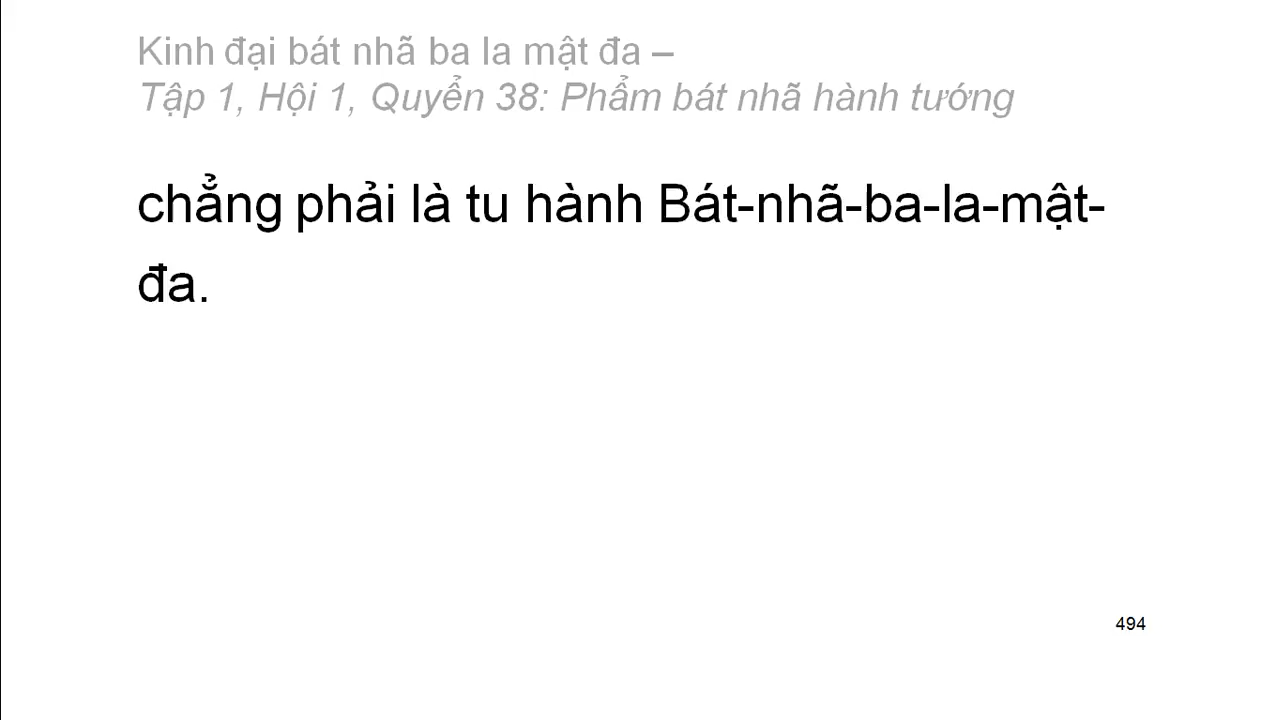 Kinh đại bát nhã ba la mật đa –
Tập 1, Hội 1, Quyển 38: Phẩm bát nhã hành tướng
chẳng phải là tu hành Bát-nhã-ba-la-mật-
đa.
494